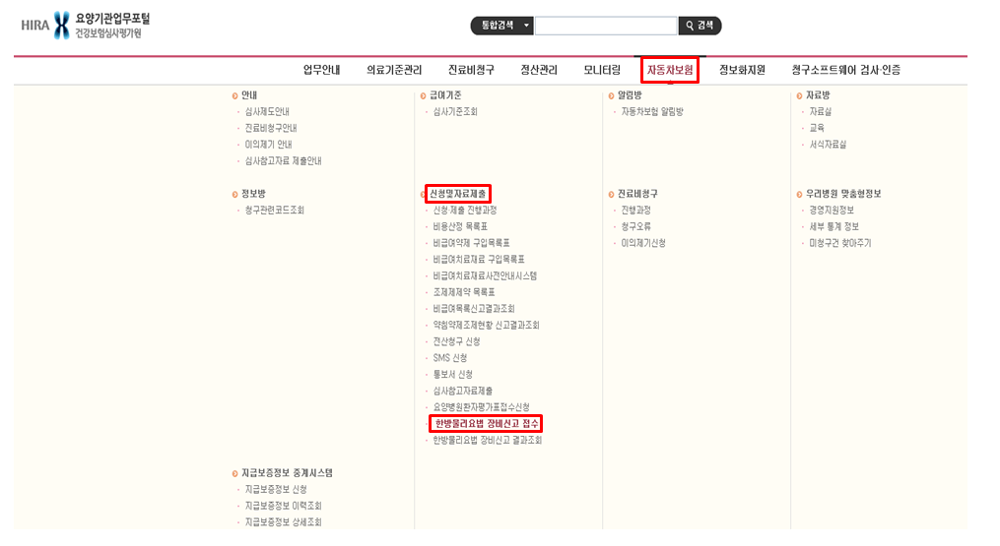 HIRA 요양기관업무포털
건강보험심사평가원
통합검색 검색
업무안내 의료기준관리 진료비청구 정산관리 모니터링 자동차보험 정보화지원 청구소프트웨어 검사·인증
안내
심사제도안내
진료비청구안내
이의제기 안내
심사참고자료 제출안내
급여기준
심사기준조회
알림방
자동차보험 알림방
자료방
자료실
교육
서식자료실
정보방
청구관련코드조회
신청및자료제출
신청·제출 진행과정
비용산정 목록표
비급여약제 구입목록표
비급여치료재료 구입목록표
비급여치료재료사전안내시스템
조제제제약 목록표
비급여목록신고결과조회
약침약제조제현황 신고결과조회
전산청구 신청
SMS 신청
통보서 신청
심사참고자료제출
요양병원환자평가표접수신청
한방물리요법 장비신고 접수
한방물리요법 장비신고 결과조회
진료비청구
진행과정
청구오류
이의제기신청
우리병원 맞춤형정보
경영지원정보
세부 통계 정보
미청구건 찾아주기
지급보증정보 중계시스템
지급보증정보 신청
지급보증정보 이력조회
지급보증정보 상세조회